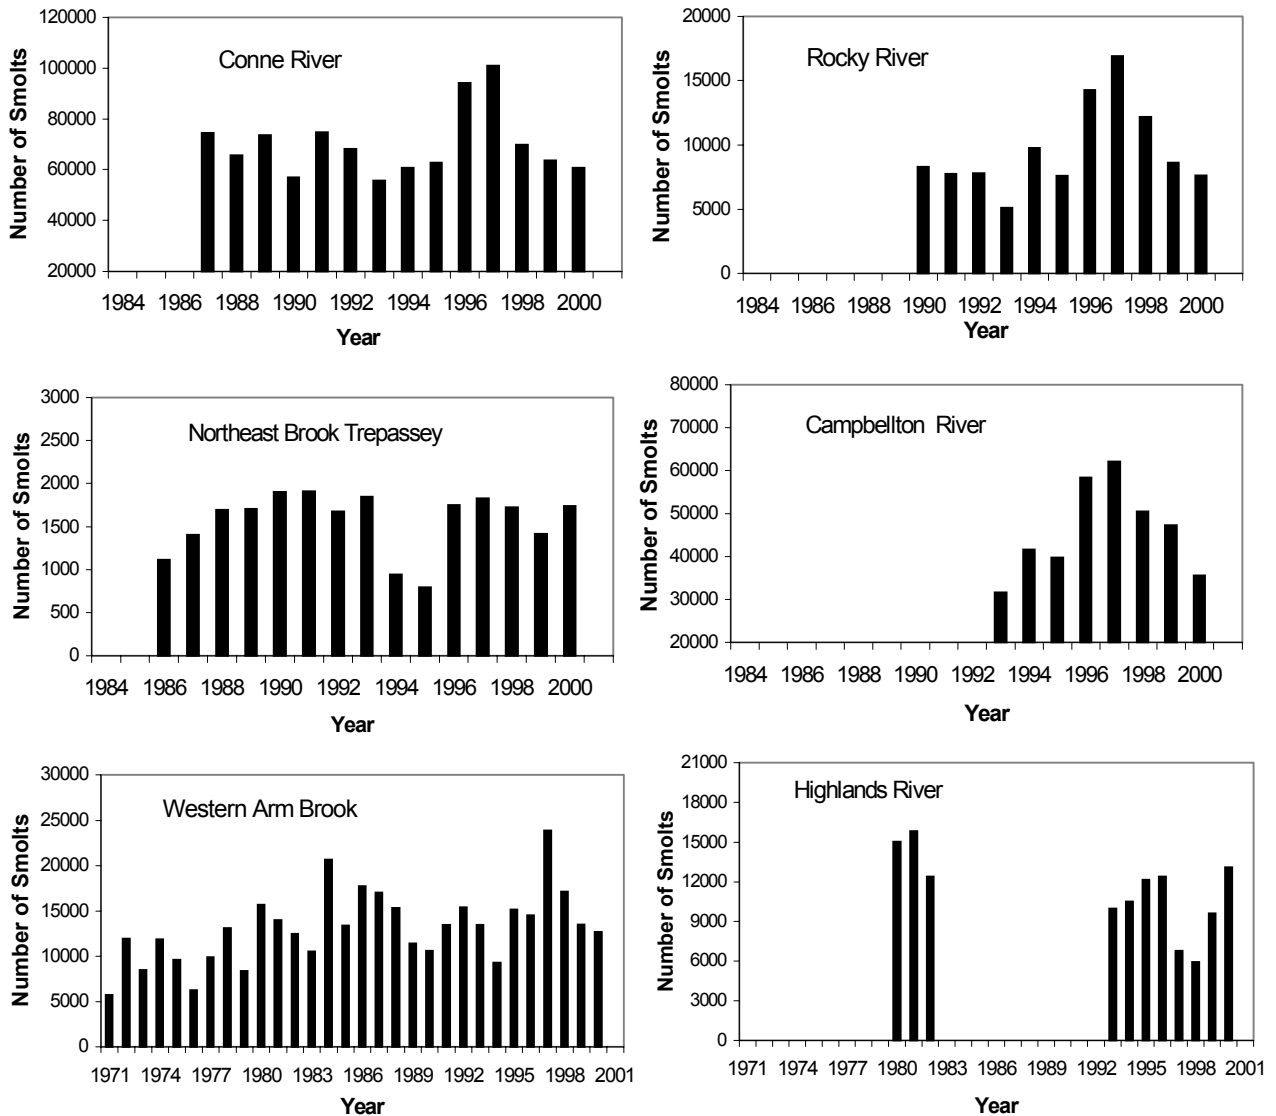 Conne River
Number of Smolts
120000
100000
80000
60000
40000
20000
1984 1986 1988 1990 1992 1994 1996 1998 2000
Year
Rocky River
Number of Smolts
20000
15000
10000
5000
0
1984 1986 1988 1990 1992 1994 1996 1998 2000
Year
Northeast Brook Trepassey
Number of Smolts
3000
2500
2000
1500
1000
500
0
1984 1986 1988 1990 1992 1994 1996 1998 2000
Year
Campbellton River
Number of Smolts
80000
70000
60000
50000
40000
30000
20000
1984 1986 1988 1990 1992 1994 1996 1998 2000
Year
Western Arm Brook
Number of Smolts
30000
25000
20000
15000
10000
5000
0
1971 1974 1977 1980 1983 1986 1989 1992 1995 1998 2001
Year
Highlands River
Number of Smolts
21000
18000
15000
12000
9000
6000
3000
0
1971 1974 1977 1980 1983 1986 1989 1992 1995 1998 2001
Year